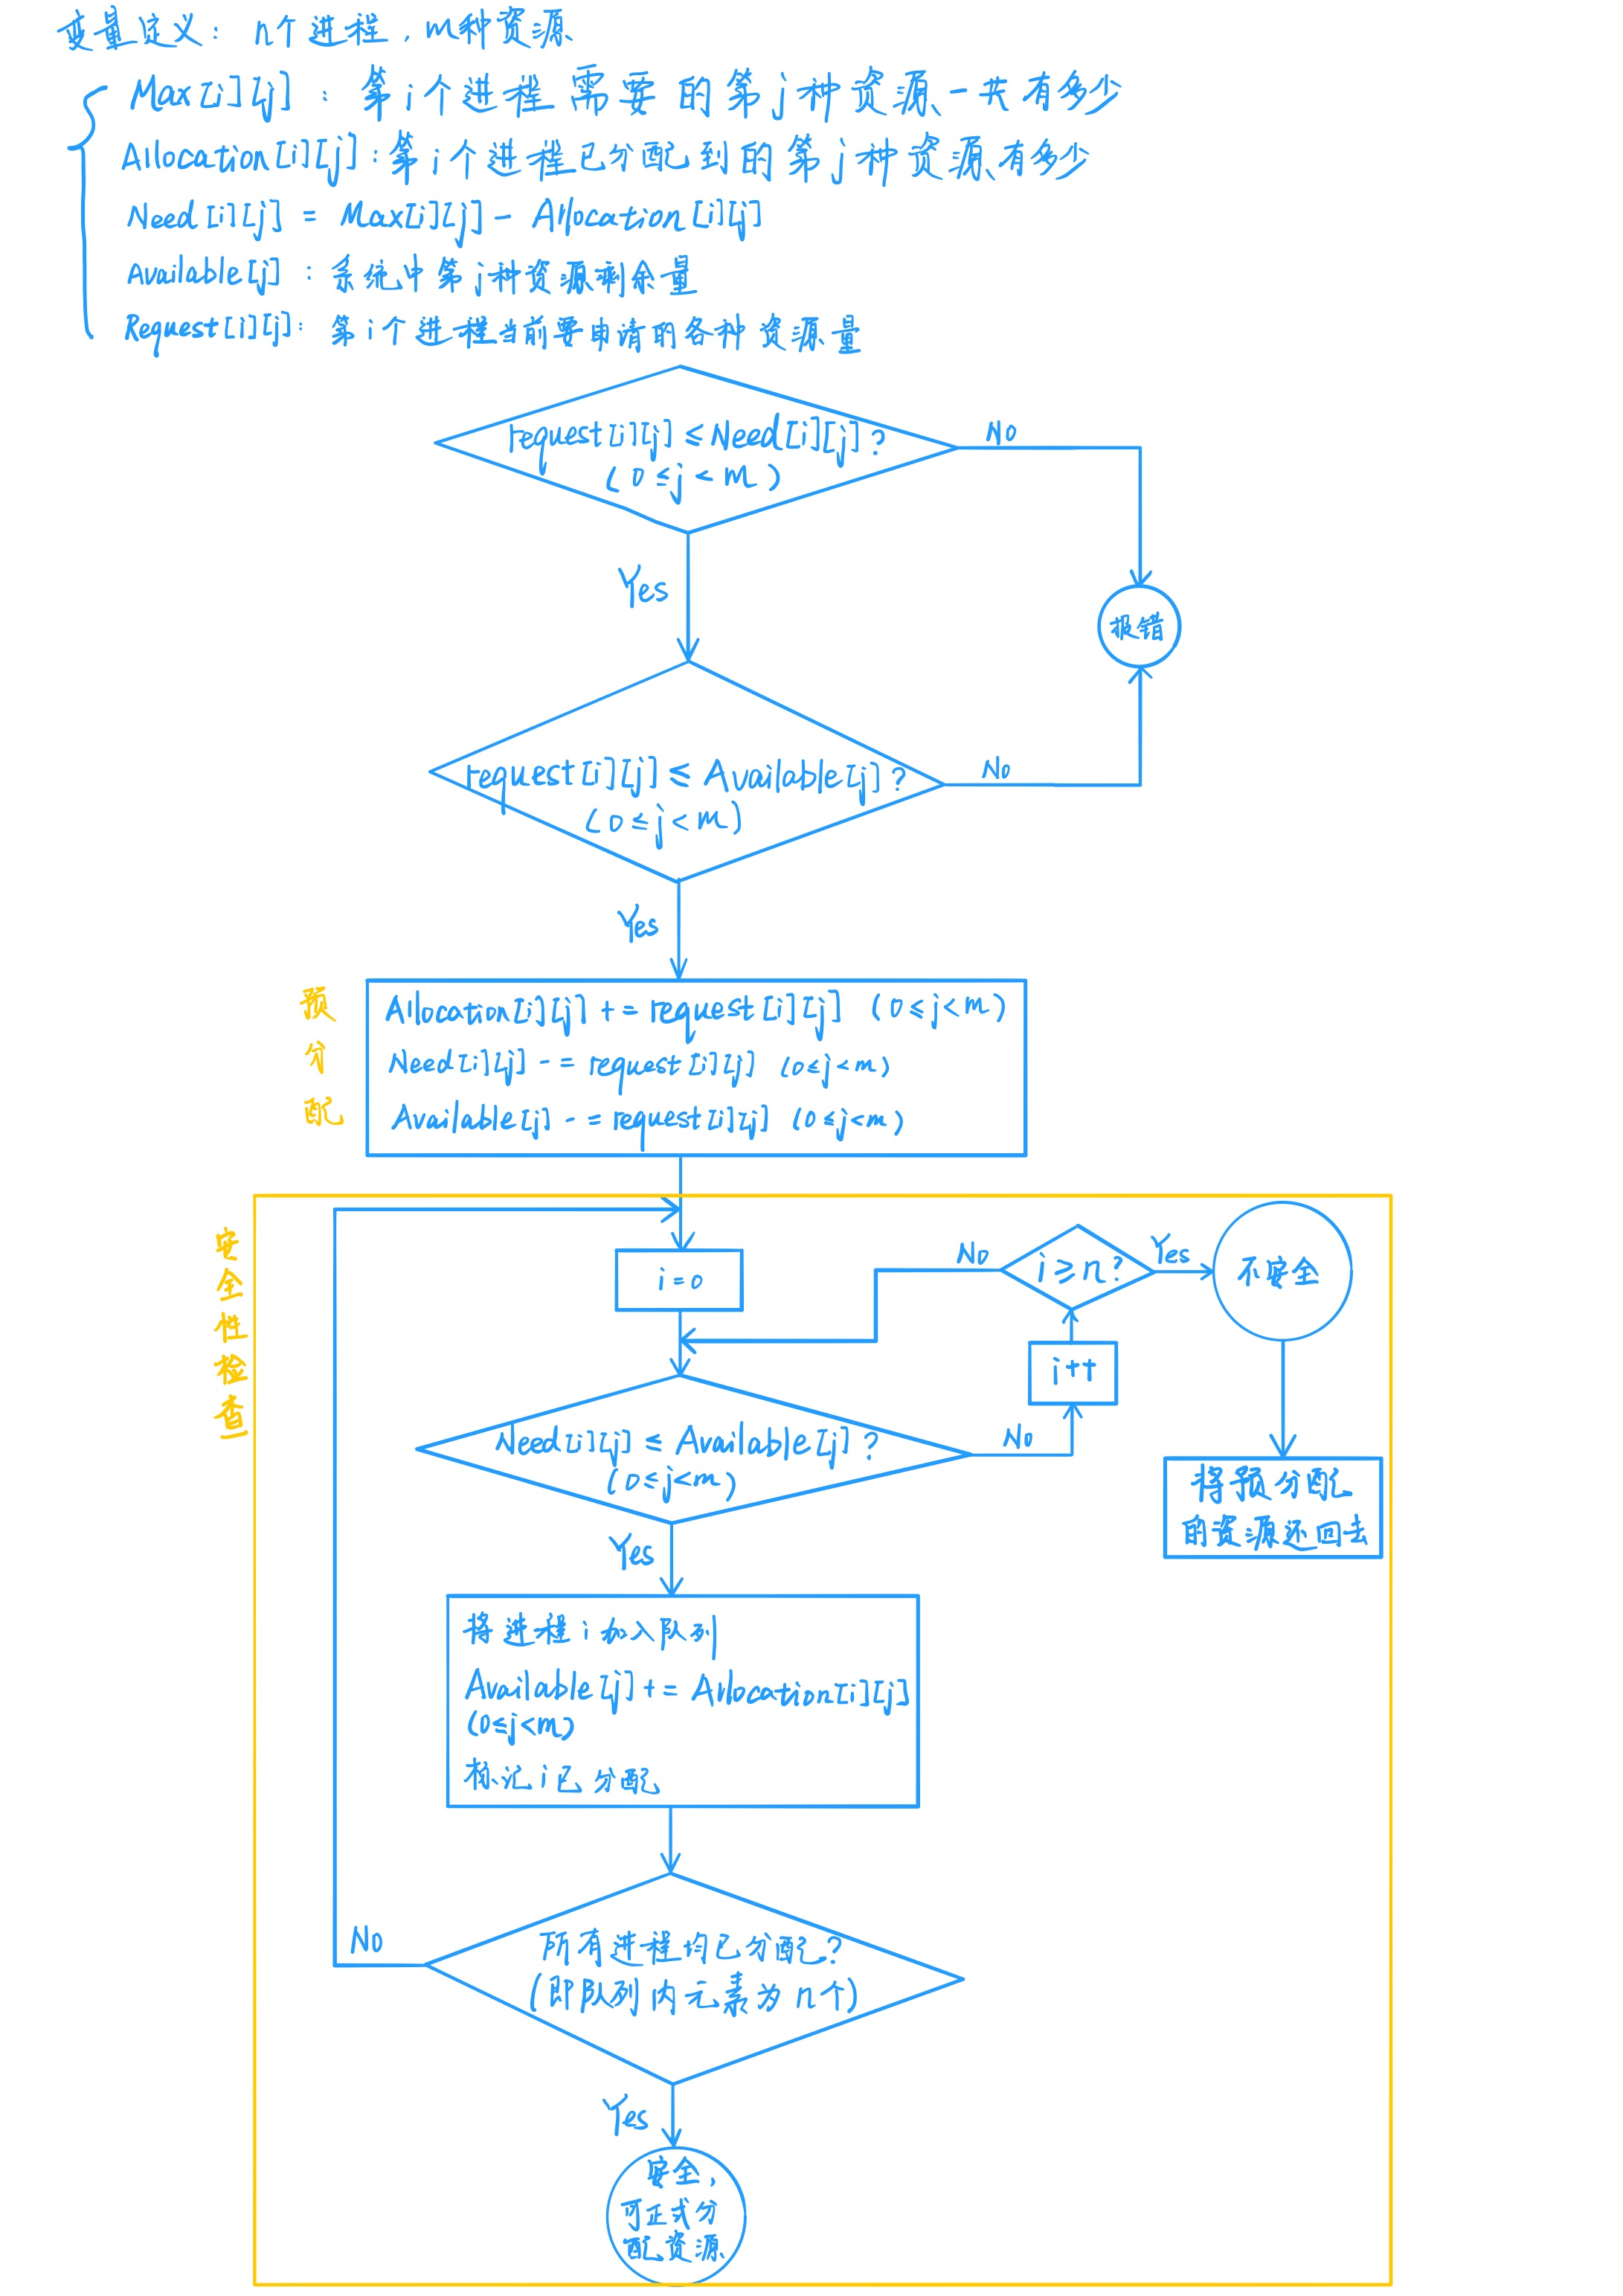 变量定义: n个进程,m种资源
Max[i][j] : 第i个进程需要的第j种资源一共有多少
Allocation[i][j]:第i个进程已分配到的第j种资源有多少
Need[i][j] = Max[i][j] - Allocation[i][j]
Available[j] : 系统中第j种资源剩余量
Request[i][j]: 第i个进程当前要申请的各种资源量
request[i][j] ≤ Need[i][j]?
(0≤j<m)
No
Yes
报错
request[i][j] ≤ Available[j]?
(0≤j<m)
No
Yes
预分配
Allocation[i][j] += request[i][j] (0≤j<m)
Need[i][j] -= request[i][j] (0≤j<m)
Available[j] -= request[i][j] (0≤j<m)
安全性检查
i=0
No
i≥n?
Yes
不安全
i++
Need[i][j] ≤ Available[j]?
(0≤j<m)
No
将预分配
的资源还回去
Yes
将进程i加入队列
Available[j] += Allocation[i][j]
(0≤j<m)
标记i已分配
No
所有进程均已分配?
(即队列内元素为n个)
Yes
安全,
可正式分
配资源